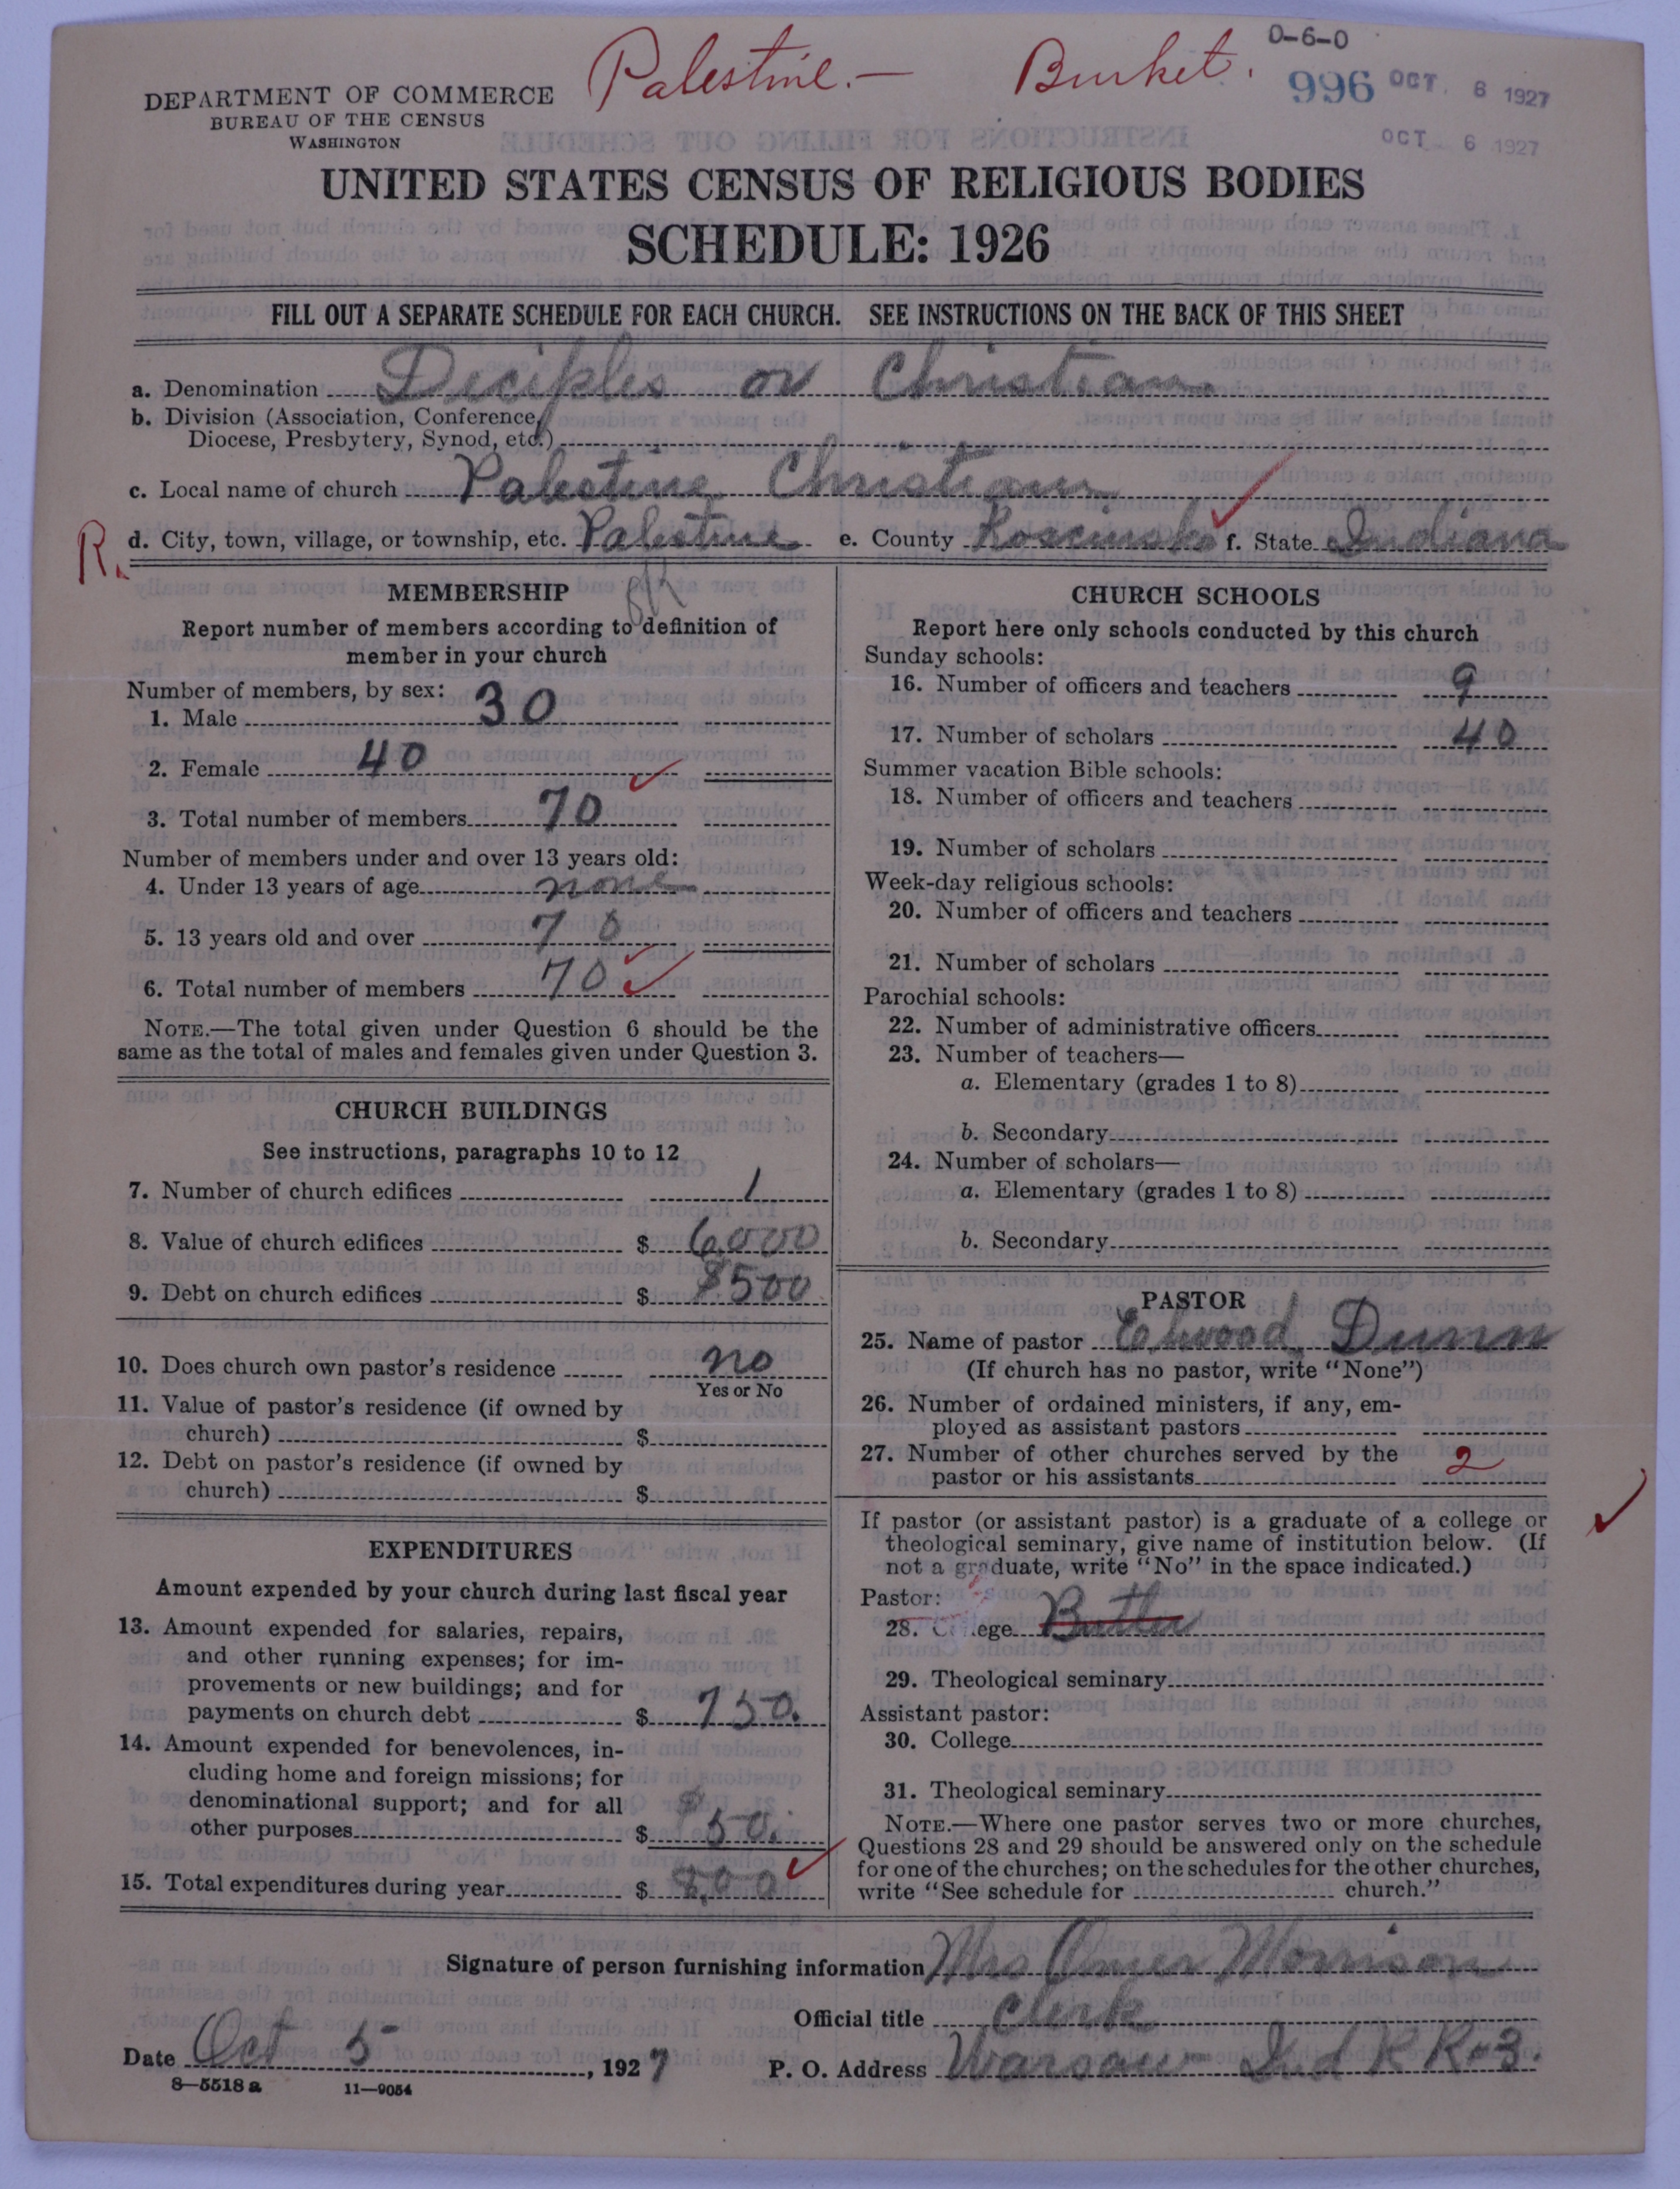 Palestine. — Burket.
D-6-0
996 OCT. 6 1927
OCT 6 1927
DEPARTMENT OF COMMERCE
BUREAU OF THE CENSUS
WASHINGTON
UNITED STATES CENSUS OF RELIGIOUS BODIES
SCHEDULE: 1926
FILL OUT A SEPARATE SCHEDULE FOR EACH CHURCH. SEE INSTRUCTIONS ON THE BACK OF THIS SHEET
a. Denomination Deciples or Christian
b. Division (Association, Conference,
Diocese, Presbytery, Synod, etc.)
c. Local name of church Palestine Christian
R. d. City, town, village, or township, etc. Palestine e. County Kosciusko f. State Indiana
MEMBERSHIP
Report number of members according to definition of
member in your church
Number of members, by sex:
1. Male 30
2. Female 40
3. Total number of members 70
Number of members under and over 13 years old:
4. Under 13 years of age none
5. 13 years old and over 70
6. Total number of members 70
NOTE.—The total given under Question 6 should be the
same as the total of males and females given under Question 3.
CHURCH BUILDINGS
See instructions, paragraphs 10 to 12
7. Number of church edifices 1
8. Value of church edifices $ 6000
9. Debt on church edifices $ $500
10. Does church own pastor's residence no
Yes or No
11. Value of pastor's residence (if owned by
church) $
12. Debt on pastor's residence (if owned by
church) $
EXPENDITURES
Amount expended by your church during last fiscal year
13. Amount expended for salaries, repairs,
and other running expenses; for im-
provements or new buildings; and for
payments on church debt $ 750.
14. Amount expended for benevolences, in-
cluding home and foreign missions; for
denominational support; and for all
other purposes $ $50.
15. Total expenditures during year $ 800
CHURCH SCHOOLS
Report here only schools conducted by this church
Sunday schools:
16. Number of officers and teachers 9
17. Number of scholars 40
Summer vacation Bible schools:
18. Number of officers and teachers
19. Number of scholars
Week-day religious schools:
20. Number of officers and teachers
21. Number of scholars
Parochial schools:
22. Number of administrative officers
23. Number of teachers—
a. Elementary (grades 1 to 8)
b. Secondary
24. Number of scholars—
a. Elementary (grades 1 to 8)
b. Secondary
PASTOR
25. Name of pastor Elwood Dunn
(If church has no pastor, write "None")
26. Number of ordained ministers, if any, em-
ployed as assistant pastors
27. Number of other churches served by the
pastor or his assistants 2
If pastor (or assistant pastor) is a graduate of a college or
theological seminary, give name of institution below. (If
not a graduate, write "No" in the space indicated.)
Pastor:
28. College Butler
29. Theological seminary
Assistant pastor:
30. College
31. Theological seminary
NOTE.—Where one pastor serves two or more churches,
Questions 28 and 29 should be answered only on the schedule
for one of the churches; on the schedules for the other churches,
write "See schedule for church."
Signature of person furnishing information Mrs Omer Morrison
Official title Clerk
Date Oct 5, 1927 P. O. Address Warsaw Ind R R-3.
8-5518 a 11-9054